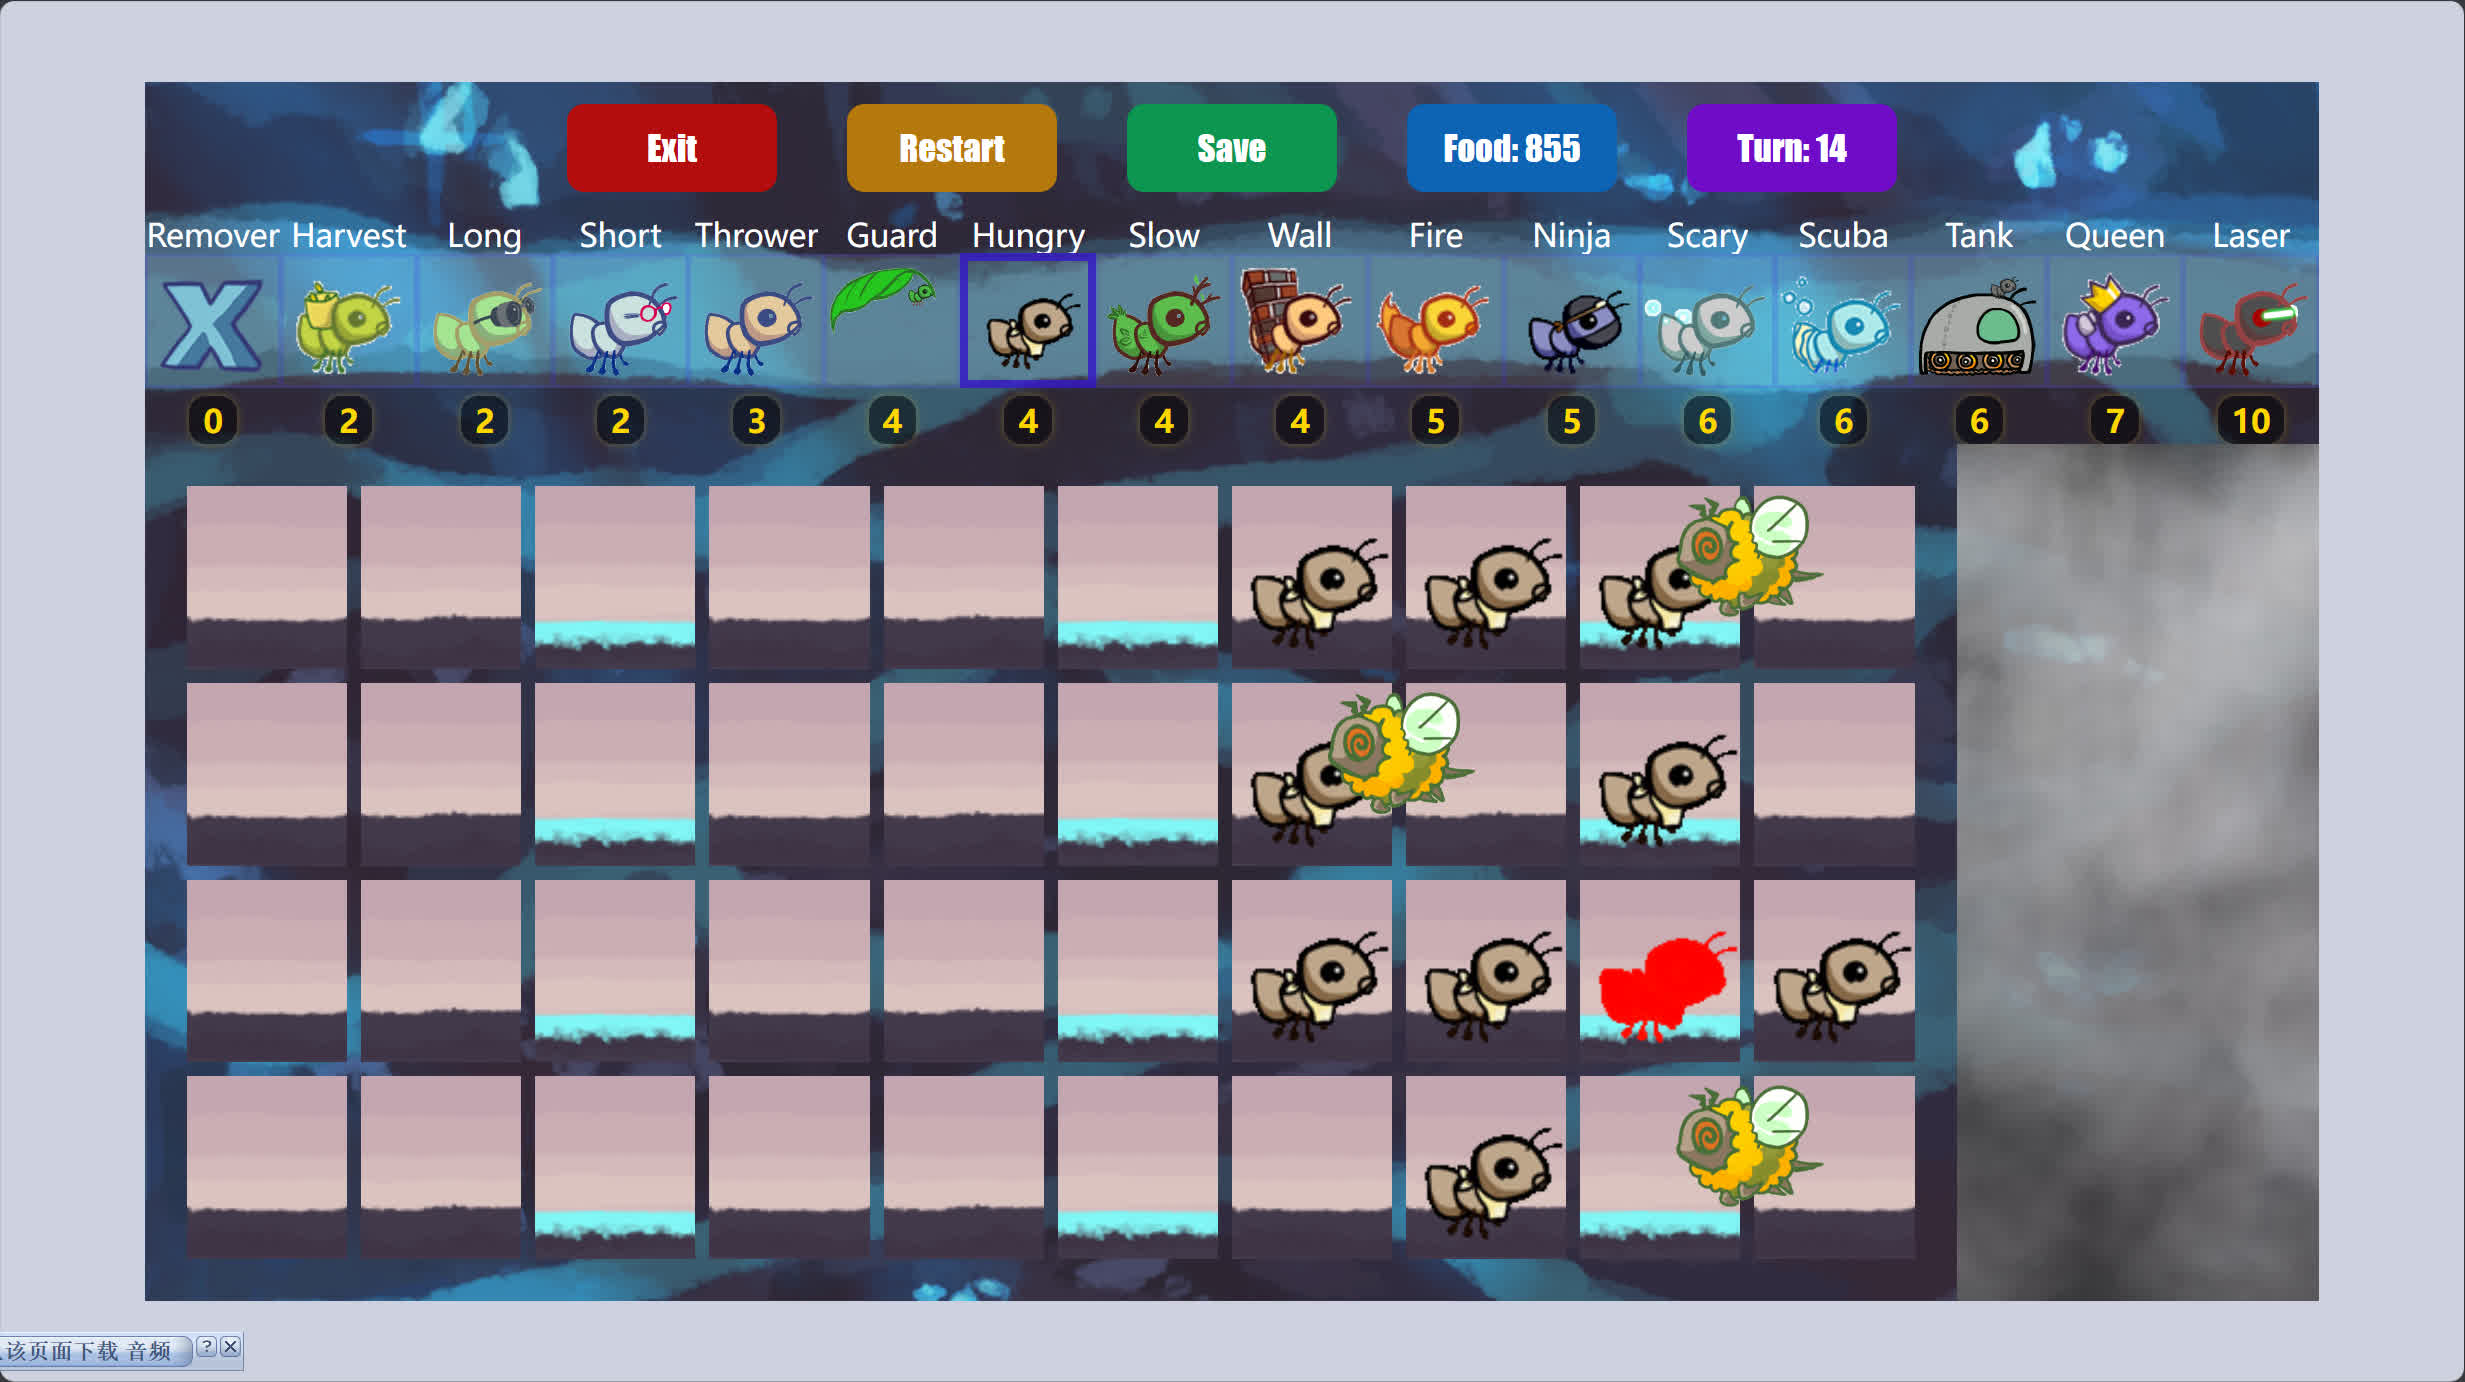 Exit Restart Save Food: 855 Turn: 14
Remover Harvest Long Short Thrower Guard Hungry Slow Wall Fire Ninja Scary Scuba Tank Queen Laser
X
0 2 2 2 3 4 4 4 4 5 5 6 6 6 7 10
该页面下载 音频 ? X